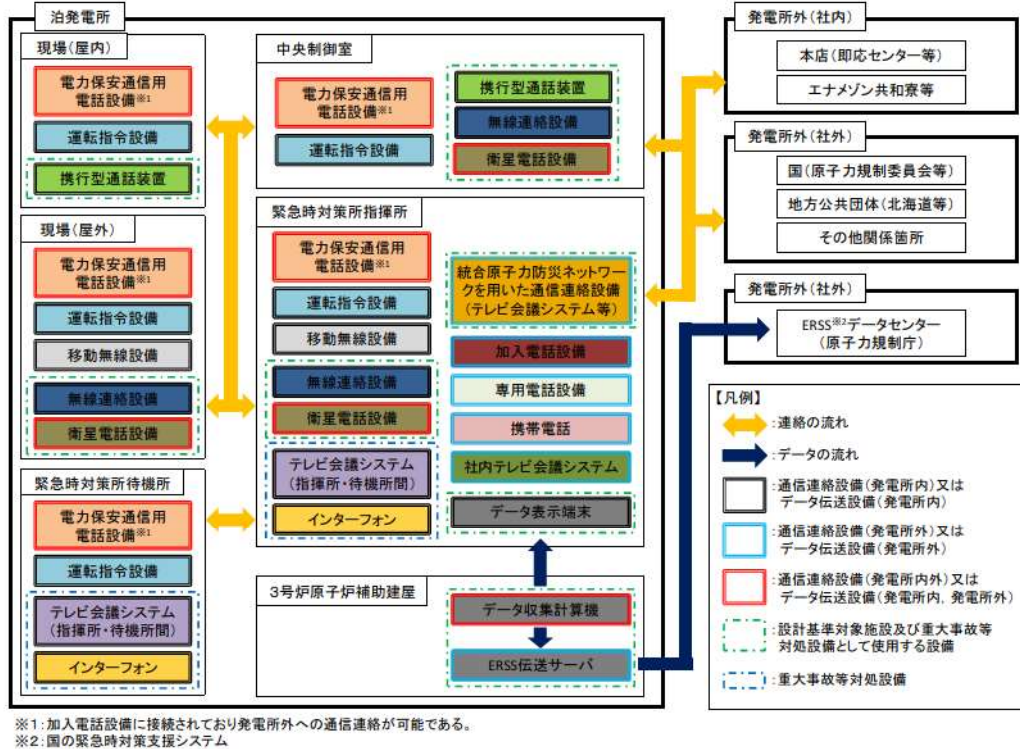 泊発電所
現場(屋内)
電力保安通信用
電話設備※1
運転指令設備
携行型通話装置
現場(屋外)
電力保安通信用
電話設備※1
運転指令設備
移動無線設備
無線連絡設備
衛星電話設備
緊急時対策所待機所
電力保安通信用
電話設備※1
運転指令設備
テレビ会議システム
(指揮所・待機所間)
インターフォン
中央制御室
電力保安通信用
電話設備※1
運転指令設備
携行型通話装置
無線連絡設備
衛星電話設備
緊急時対策所指揮所
電力保安通信用
電話設備※1
運転指令設備
移動無線設備
無線連絡設備
衛星電話設備
テレビ会議システム
(指揮所・待機所間)
インターフォン
統合原子力防災ネットワー
クを用いた通信連絡設備
(テレビ会議システム等)
加入電話設備
専用電話設備
携帯電話
社内テレビ会議システム
データ表示端末
3号炉原子炉補助建屋
データ収集計算機
ERSS伝送サーバ
発電所外(社内)
本店(即応センター等)
エナメゾン共和寮等
発電所外(社外)
国(原子力規制委員会等)
地方公共団体(北海道等)
その他関係箇所
発電所外(社外)
ERSS※2データセンター
(原子力規制庁)
【凡例】
:連絡の流れ
:データの流れ
:通信連絡設備(発電所内)又は
データ伝送設備(発電所内)
:通信連絡設備(発電所外)又は
データ伝送設備(発電所外)
:通信連絡設備(発電所内外)又は
データ伝送設備(発電所内, 発電所外)
:設計基準対象施設及び重大事故等
対処設備として使用する設備
:重大事故等対処設備
※1:加入電話設備に接続されており発電所外への通信連絡が可能である。
※2:国の緊急時対策支援システム